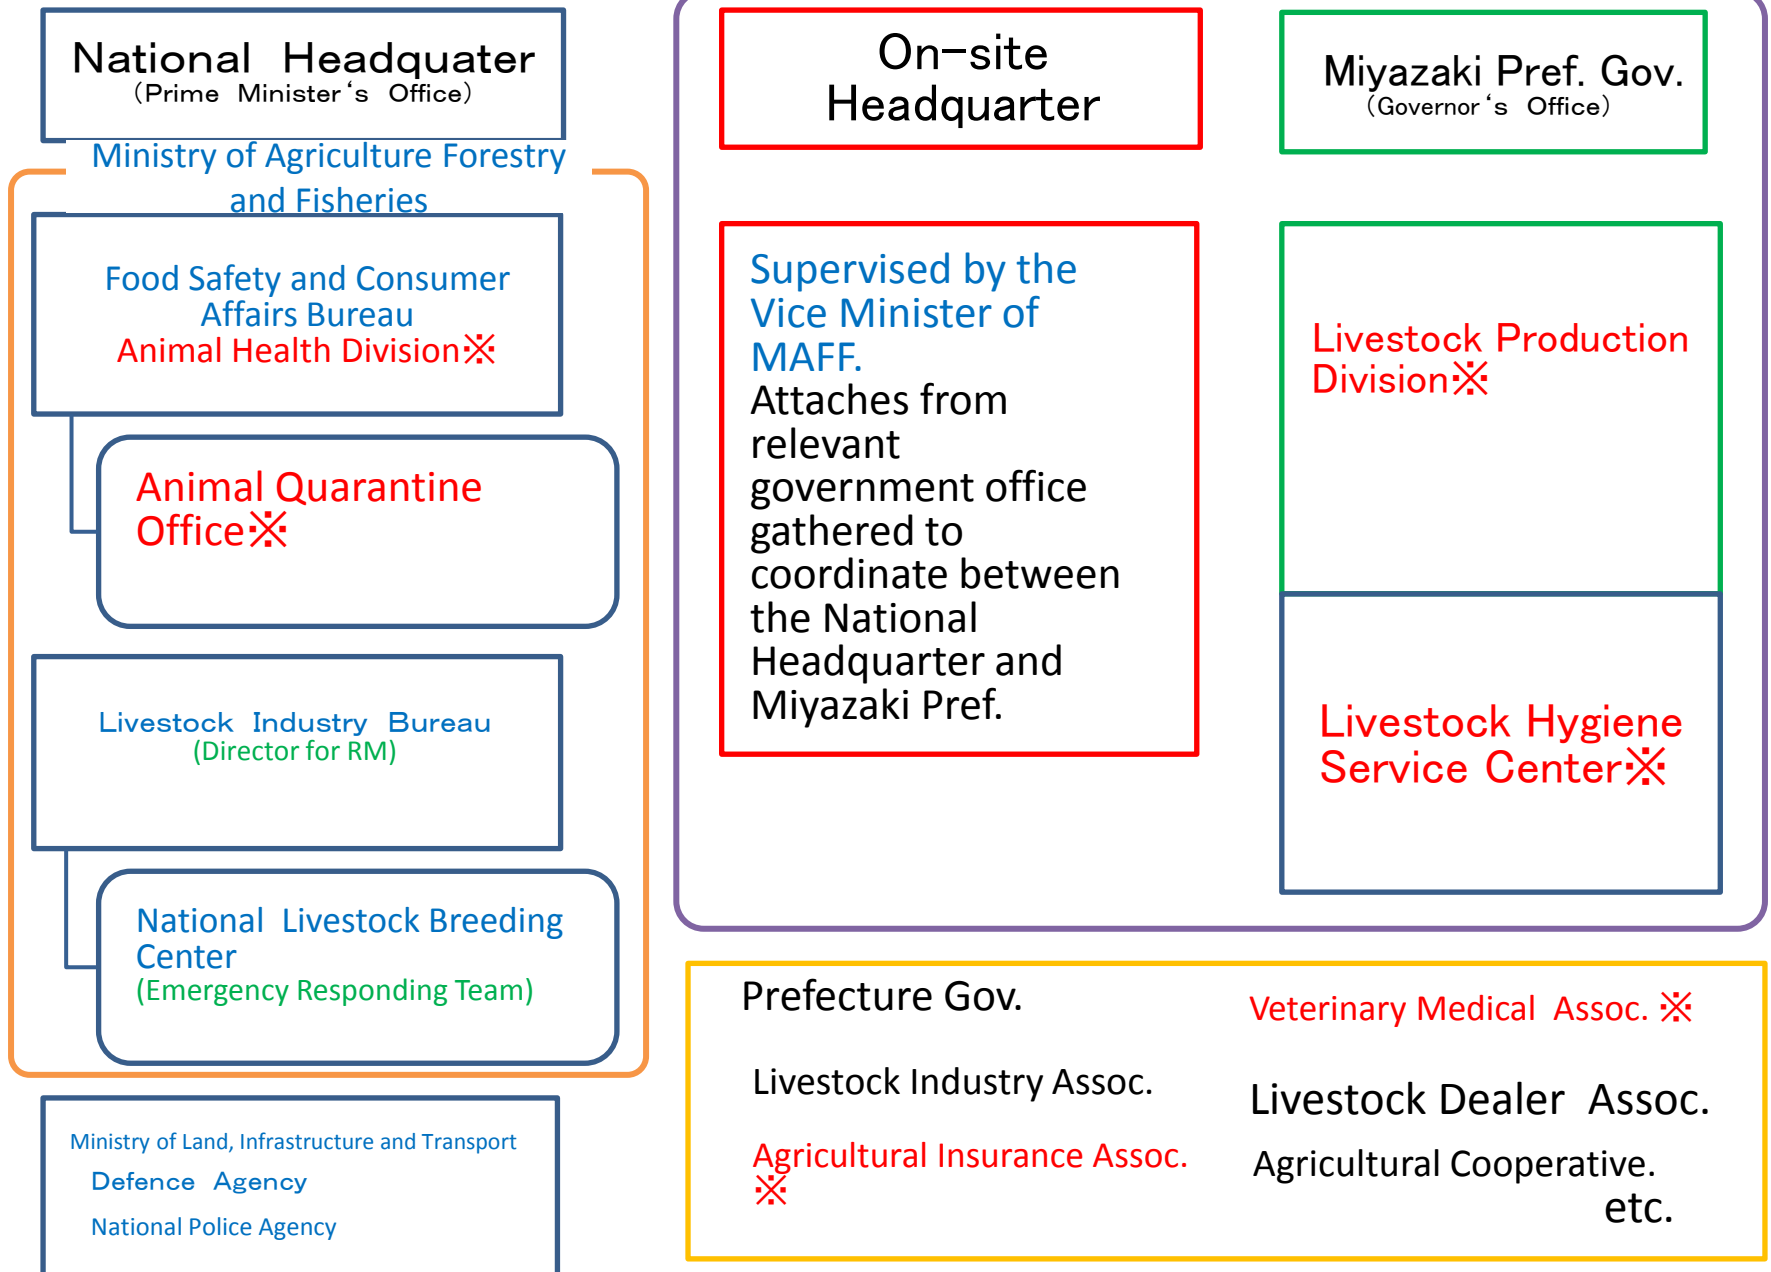 National Headquater
(Prime Minister‘s Office)
Ministry of Agriculture Forestry
and Fisheries
Food Safety and Consumer
Affairs Bureau
Animal Health Division※
Animal Quarantine
Office※
Livestock Industry Bureau
(Director for RM)
National Livestock Breeding
Center
(Emergency Responding Team)
Ministry of Land, Infrastructure and Transport
Defence Agency
National Police Agency
On-site
Headquarter
Supervised by the
Vice Minister of
MAFF.
Attaches from
relevant
government office
gathered to
coordinate between
the National
Headquarter and
Miyazaki Pref.
Miyazaki Pref. Gov.
(Governor‘s Office)
Livestock Production
Division※
Livestock Hygiene
Service Center※
Prefecture Gov.
Livestock Industry Assoc.
Agricultural Insurance Assoc.
※
Veterinary Medical Assoc. ※
Livestock Dealer Assoc.
Agricultural Cooperative.
etc.